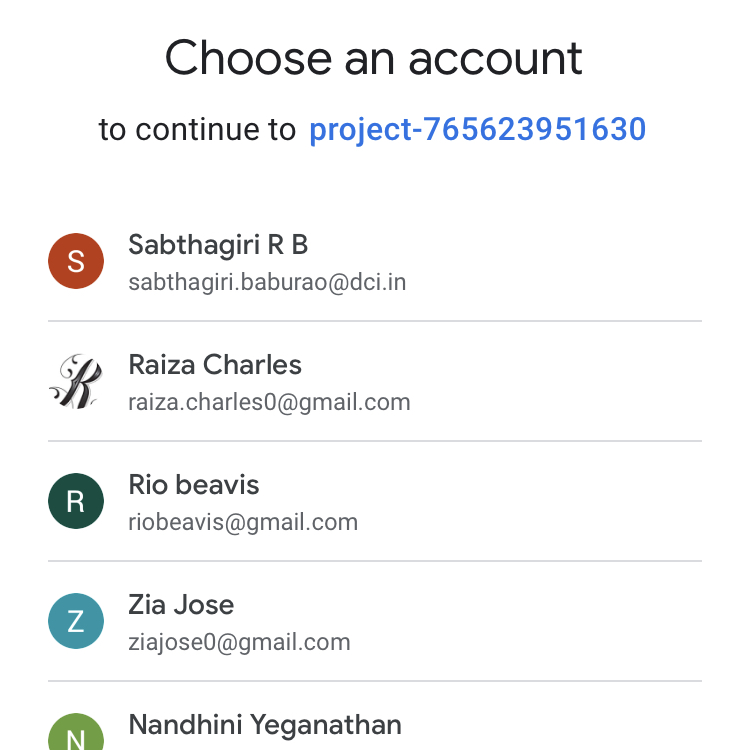 Choose an account
to continue to project-765623951630
S
Sabthagiri R B
sabthagiri.baburao@dci.in
R
Raiza Charles
raiza.charles0@gmail.com
R
Rio beavis
riobeavis@gmail.com
Z
Zia Jose
ziajose0@gmail.com
N
Nandhini Yeganathan